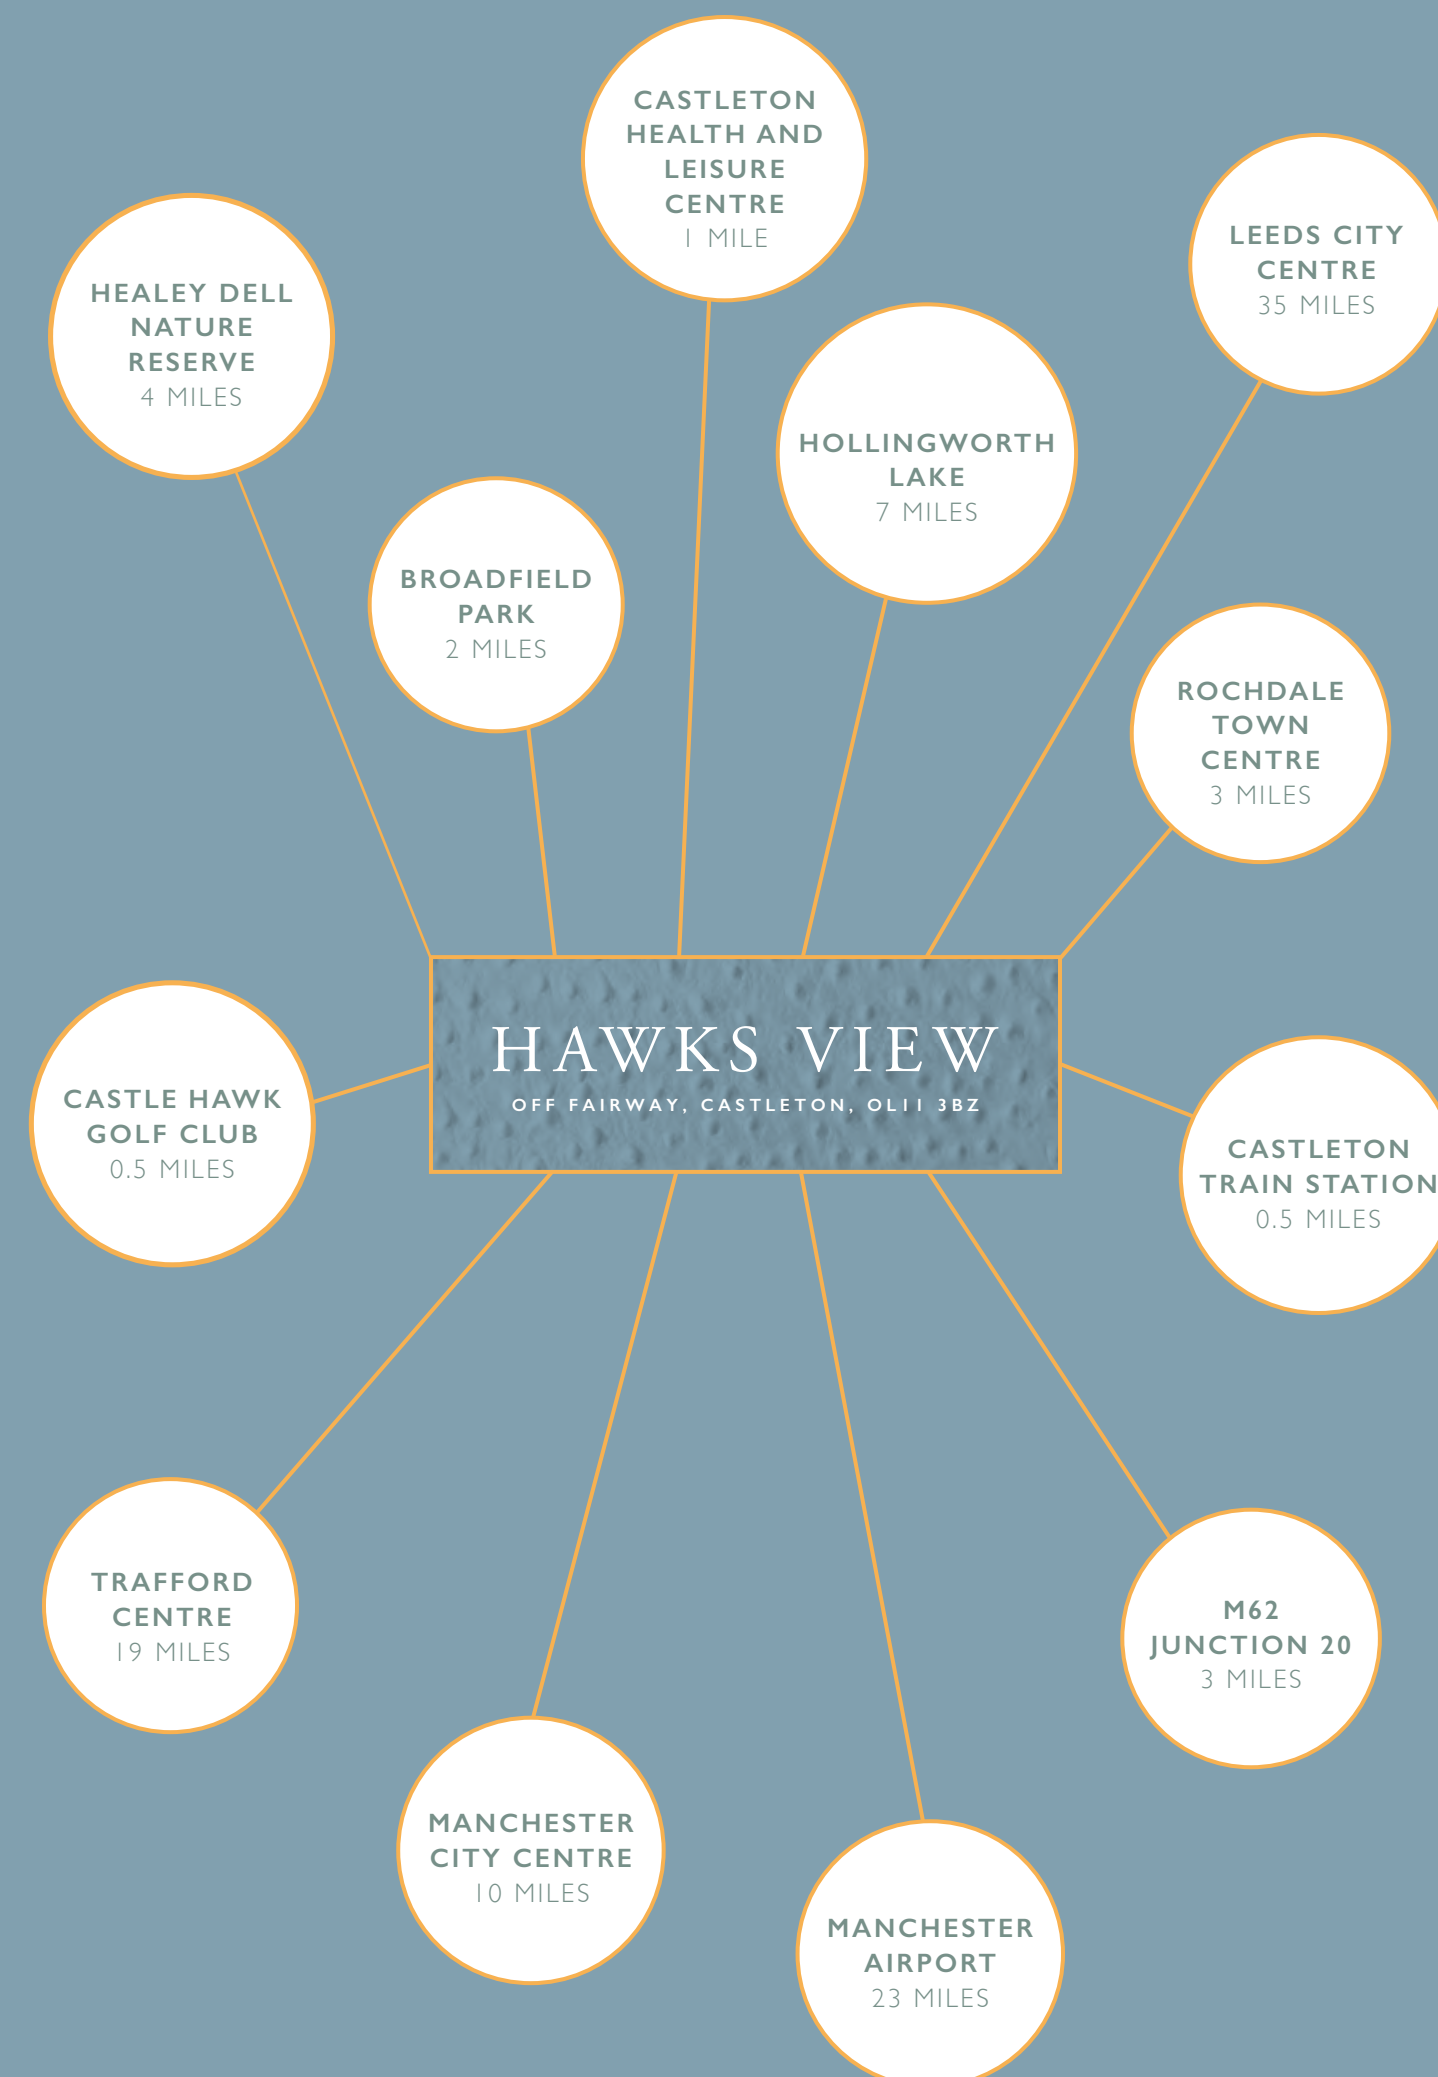 CASTLETON
HEALTH AND
LEISURE
CENTRE
1 MILE
LEEDS CITY
CENTRE
35 MILES
HEALEY DELL
NATURE
RESERVE
4 MILES
HOLLINGWORTH
LAKE
7 MILES
BROADFIELD
PARK
2 MILES
ROCHDALE
TOWN
CENTRE
3 MILES
HAWKS VIEW
OFF FAIRWAY, CASTLETON, OL11 3BZ
CASTLE HAWK
GOLF CLUB
0.5 MILES
CASTLETON
TRAIN STATION
0.5 MILES
TRAFFORD
CENTRE
19 MILES
M62
JUNCTION 20
3 MILES
MANCHESTER
CITY CENTRE
10 MILES
MANCHESTER
AIRPORT
23 MILES